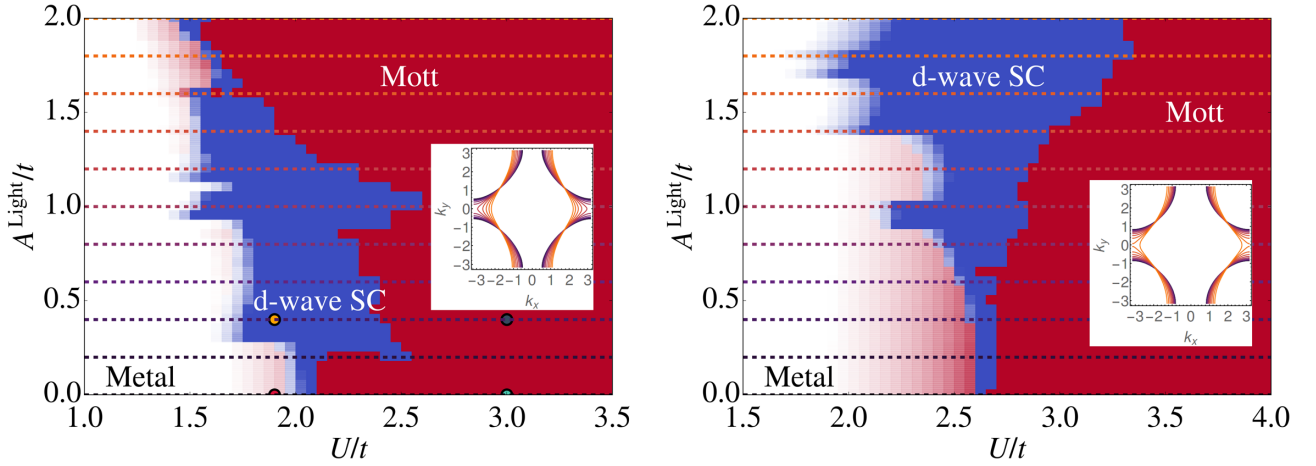 2.0
1.5
1.0
0.5
0.0
A^Light/t
Mott
d-wave SC
Metal
3
2
1
0
−1
−2
−3
k_y
−3−2−1 0 1 2 3
k_x
1.0 1.5 2.0 2.5 3.0 3.5
U/t
2.0
1.5
1.0
0.5
0.0
A^Light/t
d-wave SC
Mott
Metal
3
2
1
0
−1
−2
−3
k_y
−3−2−1 0 1 2 3
k_x
1.5 2.0 2.5 3.0 3.5 4.0
U/t